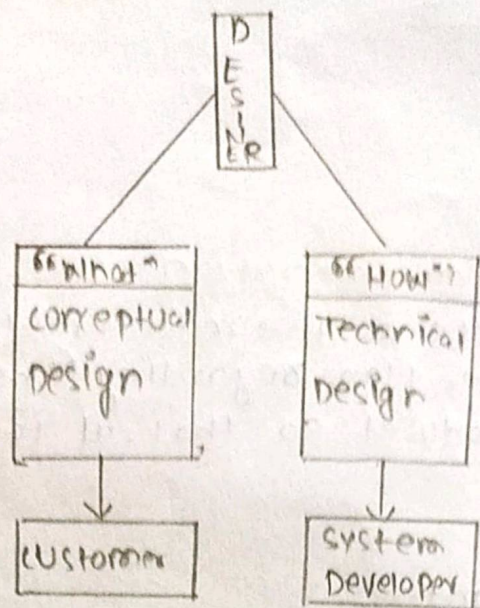 DESINER
"What"
conceptual
Design
customer
"How"
Technical
Design
system
Developer